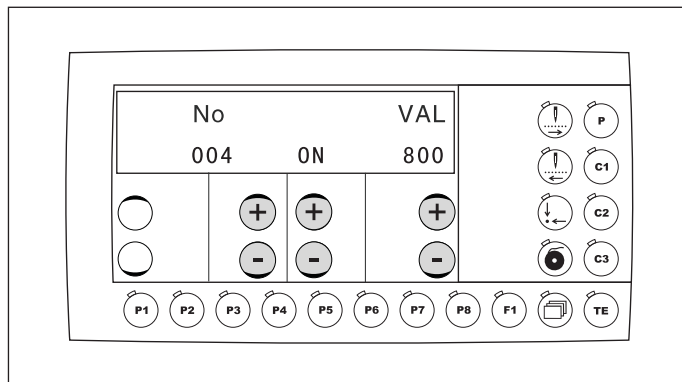 No VAL
004 ON 800
P
C1
+ + + C2
- - - C3
P1 P2 P3 P4 P5 P6 P7 P8 F1 TE